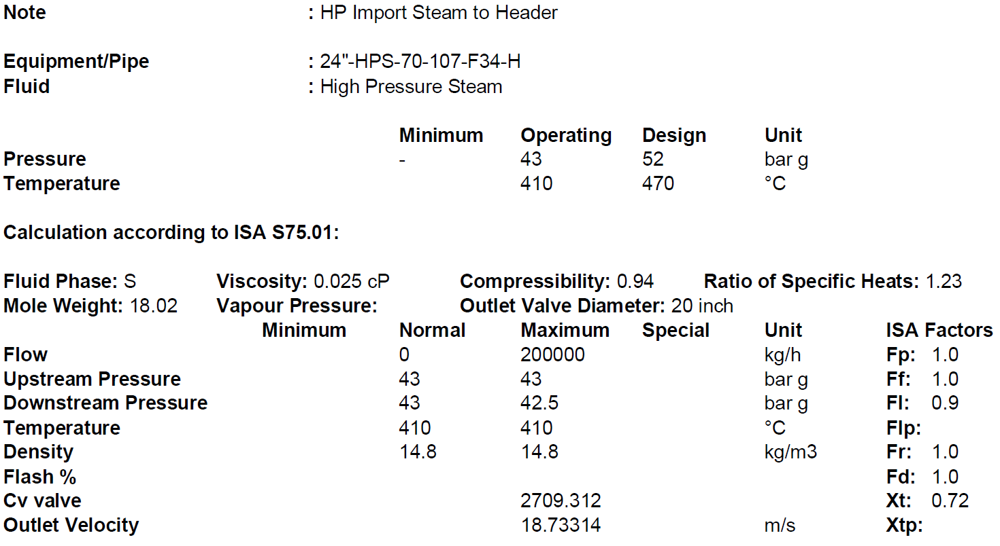 Note : HP Import Steam to Header
Equipment/Pipe : 24"-HPS-70-107-F34-H
Fluid : High Pressure Steam
Minimum Operating Design Unit
Pressure - 43 52 bar g
Temperature 410 470 °C
Calculation according to ISA S75.01:
Fluid Phase: S Viscosity: 0.025 cP Compressibility: 0.94 Ratio of Specific Heats: 1.23
Mole Weight: 18.02 Vapour Pressure: Outlet Valve Diameter: 20 inch
Minimum Normal Maximum Special Unit ISA Factors
Flow 0 200000 kg/h Fp: 1.0
Upstream Pressure 43 43 bar g Ff: 1.0
Downstream Pressure 43 42.5 bar g Fl: 0.9
Temperature 410 410 °C Flp:
Density 14.8 14.8 kg/m3 Fr: 1.0
Flash % Fd: 1.0
Cv valve 2709.312 Xt: 0.72
Outlet Velocity 18.73314 m/s Xtp: